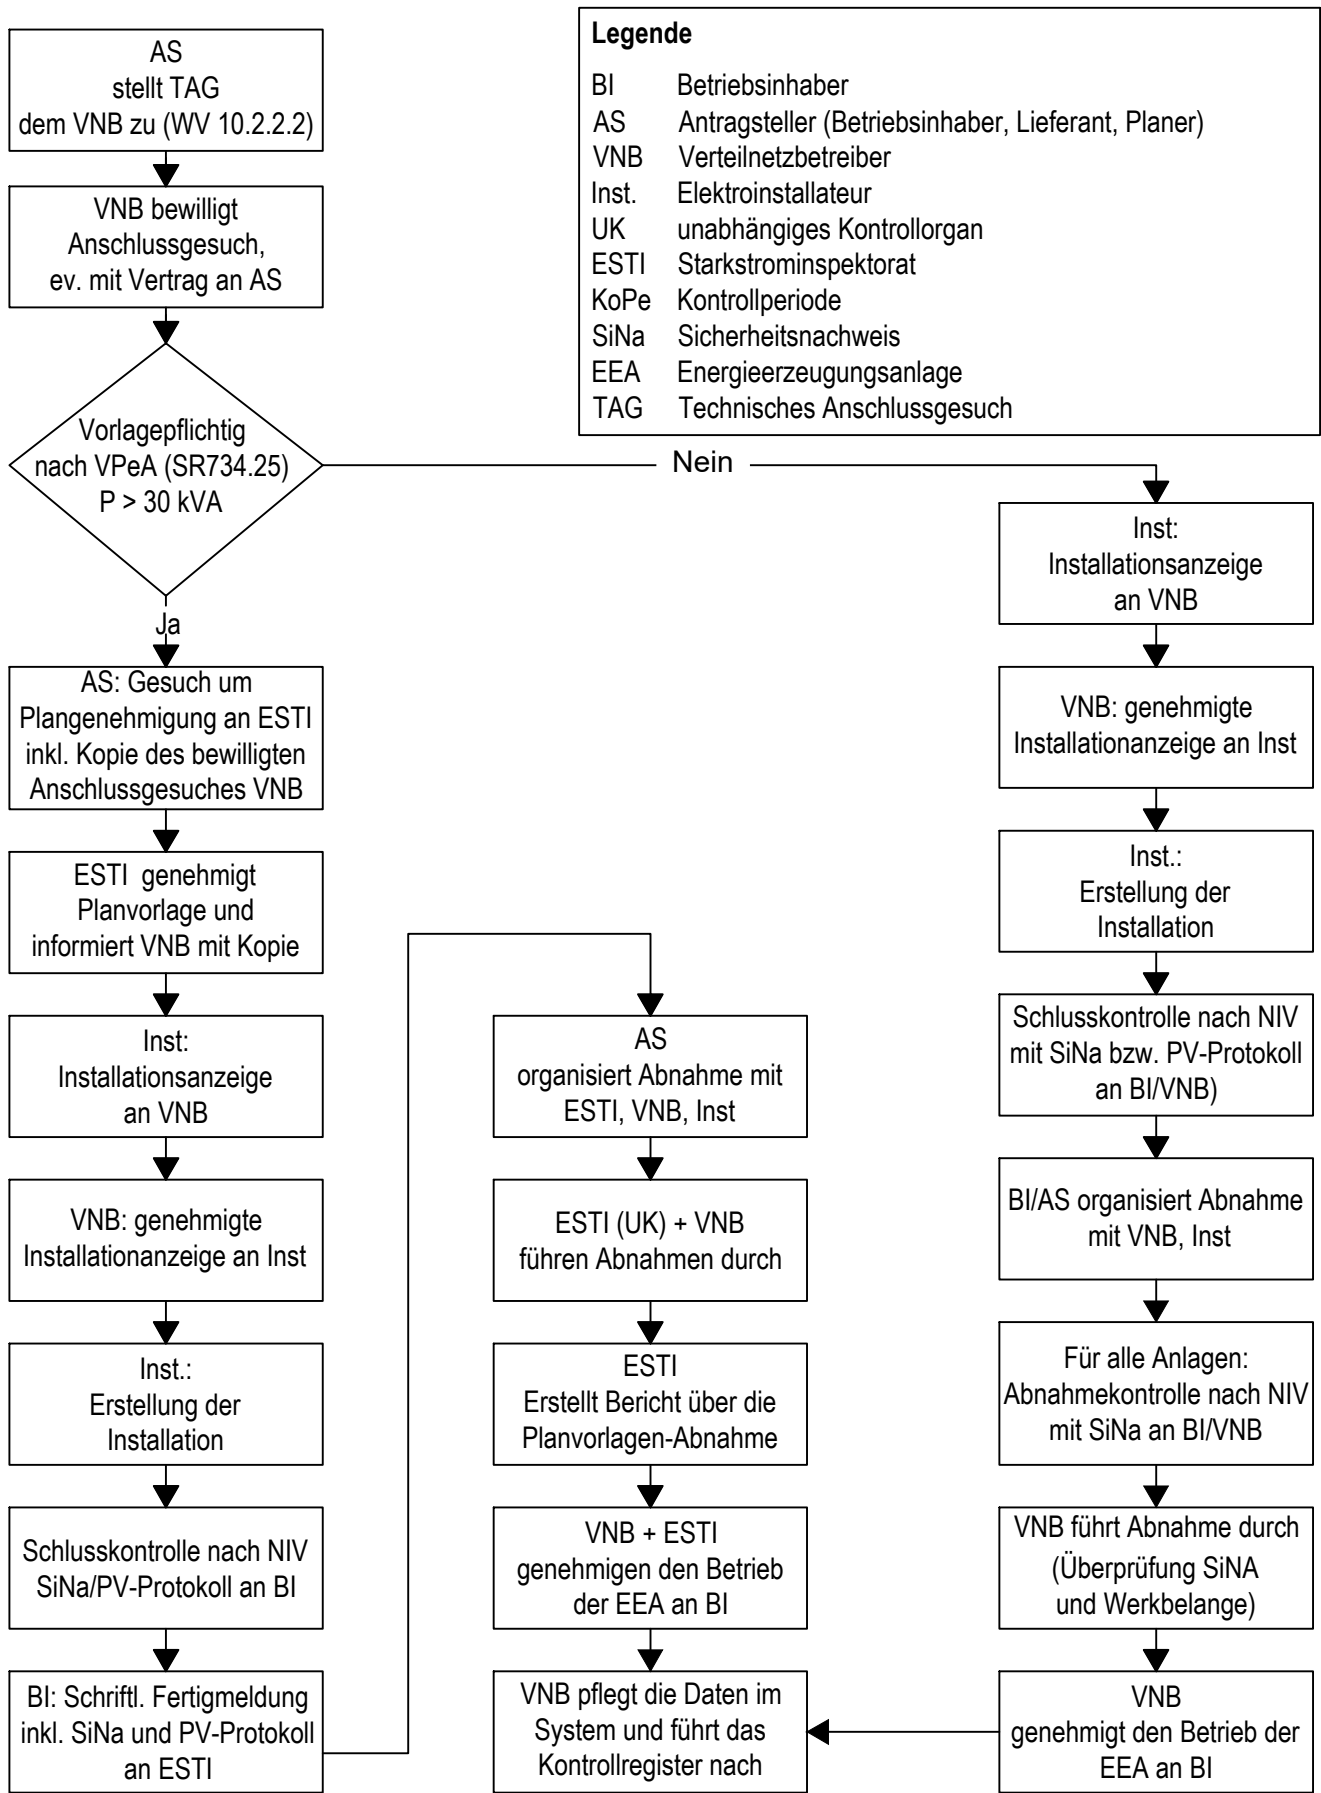 AS
stellt TAG
dem VNB zu (WV 10.2.2.2)
VNB bewilligt
Anschlussgesuch,
ev. mit Vertrag an AS
Vorlagepflichtig
nach VPeA (SR734.25)
P > 30 kVA
Ja
AS: Gesuch um
Plangenehmigung an ESTI
inkl. Kopie des bewilligten
Anschlussgesuches VNB
ESTI genehmigt
Planvorlage und
informiert VNB mit Kopie
Inst:
Installationsanzeige
an VNB
VNB: genehmigte
Installationanzeige an Inst
Inst.:
Erstellung der
Installation
Schlusskontrolle nach NIV
SiNa/PV-Protokoll an BI
BI: Schriftl. Fertigmeldung
inkl. SiNa und PV-Protokoll
an ESTI
Legende
BI Betriebsinhaber
AS Antragsteller (Betriebsinhaber, Lieferant, Planer)
VNB Verteilnetzbetreiber
Inst. Elektroinstallateur
UK unabhängiges Kontrollorgan
ESTI Starkstrominspektorat
KoPe Kontrollperiode
SiNa Sicherheitsnachweis
EEA Energieerzeugungsanlage
TAG Technisches Anschlussgesuch
Nein
AS
organisiert Abnahme mit
ESTI, VNB, Inst
ESTI (UK) + VNB
führen Abnahmen durch
ESTI
Erstellt Bericht über die
Planvorlagen-Abnahme
VNB + ESTI
genehmigen den Betrieb
der EEA an BI
VNB pflegt die Daten im
System und führt das
Kontrollregister nach
Inst:
Installationsanzeige
an VNB
VNB: genehmigte
Installationanzeige an Inst
Inst.:
Erstellung der
Installation
Schlusskontrolle nach NIV
mit SiNa bzw. PV-Protokoll
an BI/VNB)
BI/AS organisiert Abnahme
mit VNB, Inst
Für alle Anlagen:
Abnahmekontrolle nach NIV
mit SiNa an BI/VNB
VNB führt Abnahme durch
(Überprüfung SiNA
und Werkbelange)
VNB
genehmigt den Betrieb der
EEA an BI